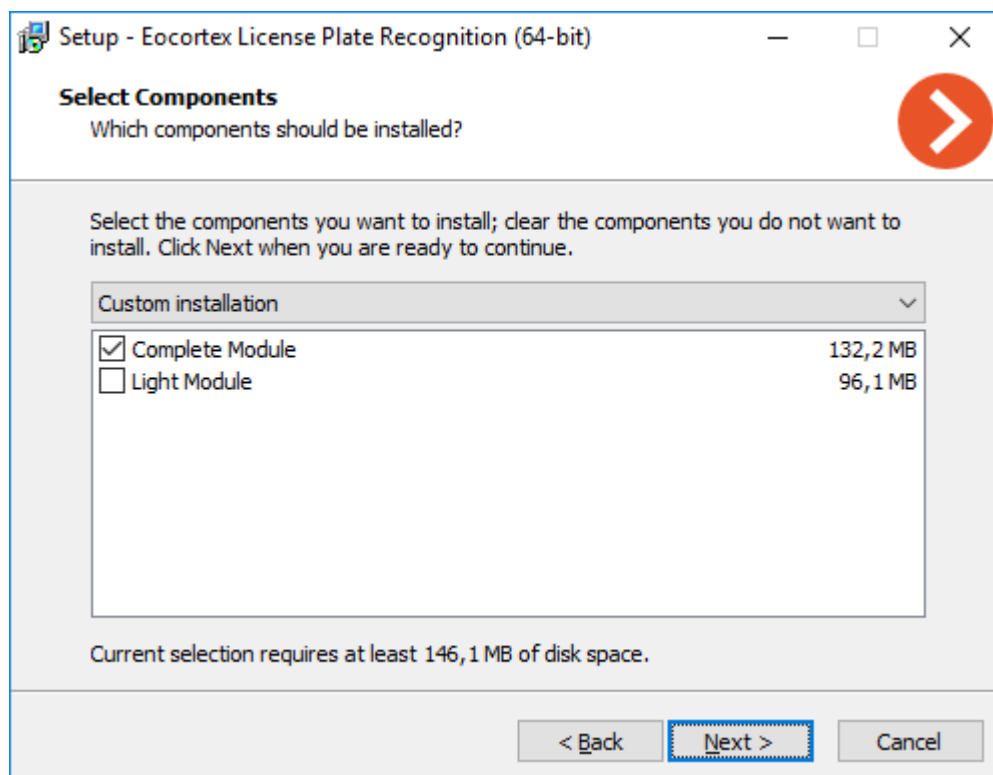 Setup - Eocortex License Plate Recognition (64-bit)
Select Components
Which components should be installed?
Select the components you want to install; clear the components you do not want to
install. Click Next when you are ready to continue.
Custom installation
Complete Module 132,2 MB
Light Module 96,1 MB
Current selection requires at least 146,1 MB of disk space.
< Back Next > Cancel